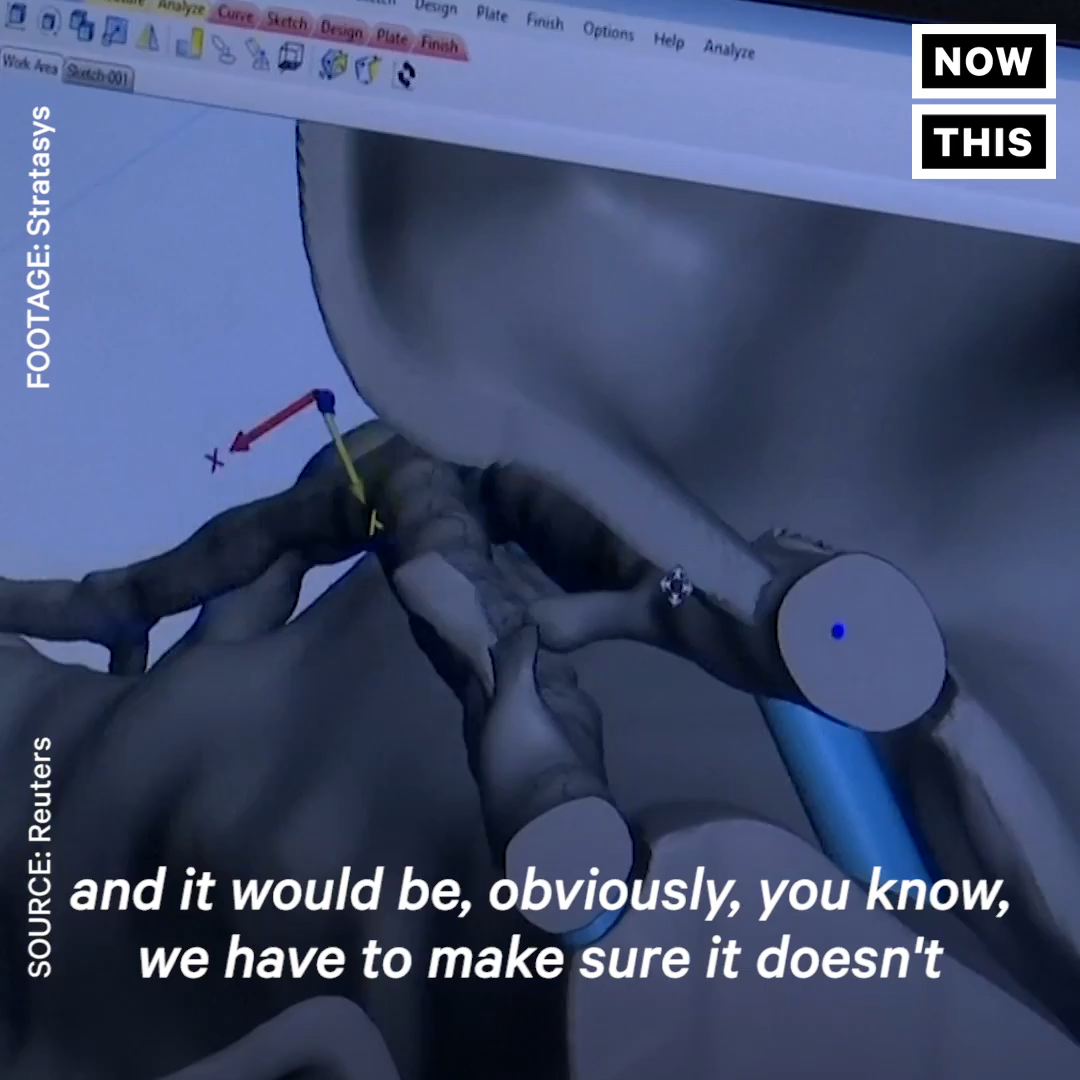 Design Plate Finish Options Help Analyze
Analyze Curve Sketch Design Plate Finish
Work Area Sketch-001
NOW
THIS
FOOTAGE: Stratasys
X
Y
SOURCE: Reuters
and it would be, obviously, you know,
we have to make sure it doesn't